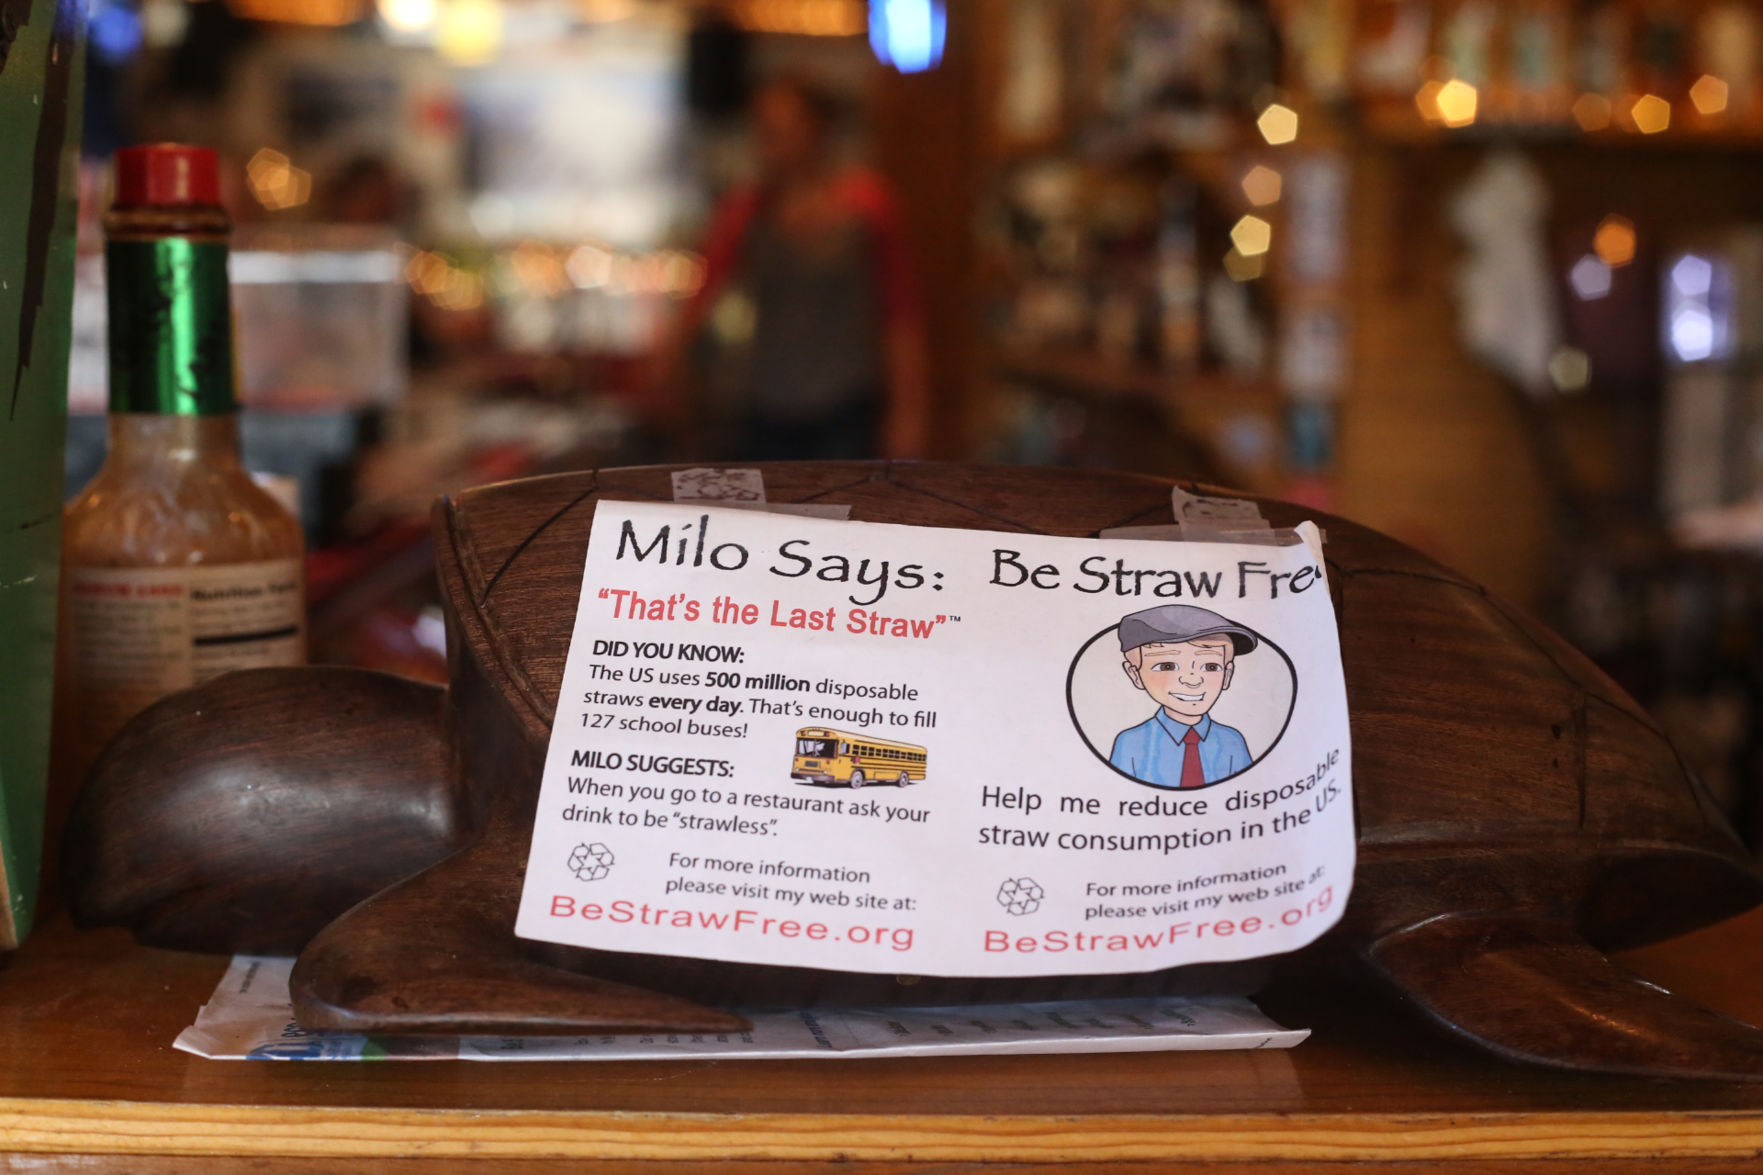 Milo Says:
"That's the Last Straw"™
DID YOU KNOW:
The US uses 500 million disposable
straws every day. That's enough to fill
127 school buses!
MILO SUGGESTS:
When you go to a restaurant ask your
drink to be "strawless".
For more information
please visit my web site at:
BeStrawFree.org
Be Straw Fre
Help me reduce disposable
straw consumption in the US.
For more information
please visit my web site at:
BeStrawFree.org
Nutrition